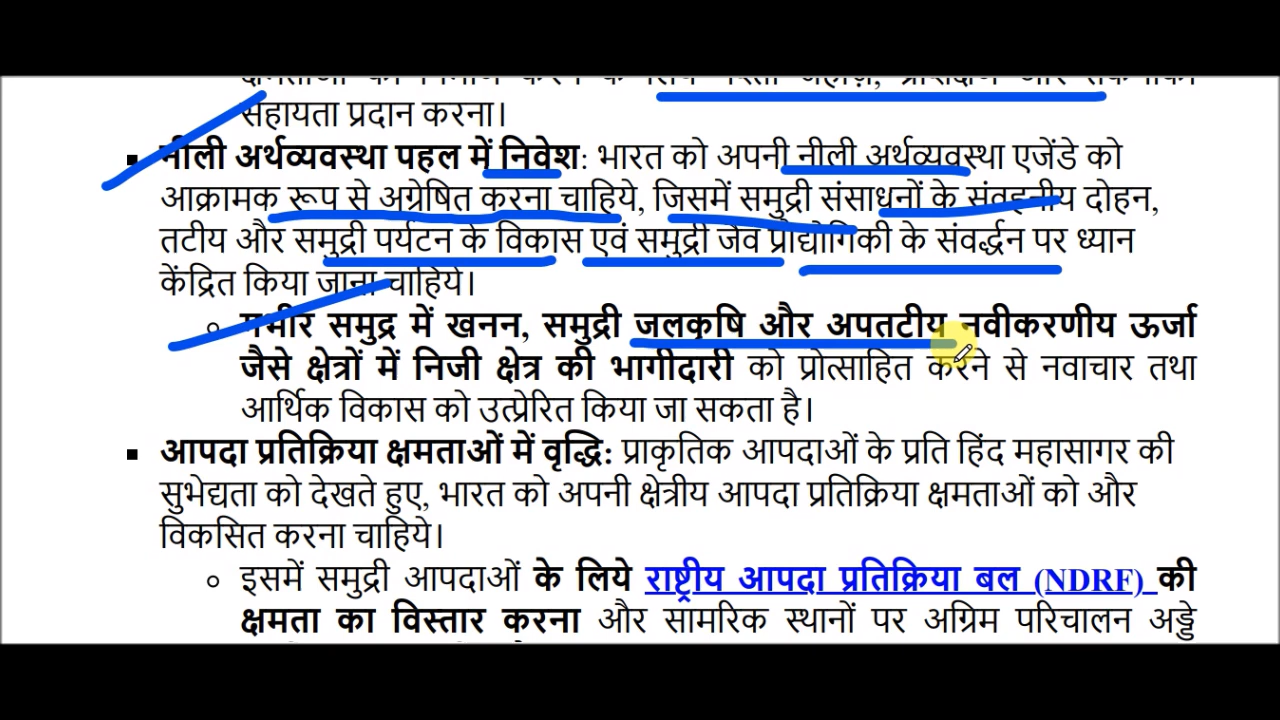 सहायता प्रदान करना।
▪ नीली अर्थव्यवस्था पहल में निवेश: भारत को अपनी नीली अर्थव्यवस्था एजेंडे को
आक्रामक रूप से अग्रेषित करना चाहिये, जिसमें समुद्री संसाधनों के संवहनीय दोहन,
तटीय और समुद्री पर्यटन के विकास एवं समुद्री जैव प्रौद्योगिकी के संवर्द्धन पर ध्यान
केंद्रित किया जाना चाहिये।
○ गभीर समुद्र में खनन, समुद्री जलकृषि और अपतटीय नवीकरणीय ऊर्जा
जैसे क्षेत्रों में निजी क्षेत्र की भागीदारी को प्रोत्साहित करने से नवाचार तथा
आर्थिक विकास को उत्प्रेरित किया जा सकता है।
▪ आपदा प्रतिक्रिया क्षमताओं में वृद्धि: प्राकृतिक आपदाओं के प्रति हिंद महासागर की
सुभेद्यता को देखते हुए, भारत को अपनी क्षेत्रीय आपदा प्रतिक्रिया क्षमताओं को और
विकसित करना चाहिये।
○ इसमें समुद्री आपदाओं के लिये राष्ट्रीय आपदा प्रतिक्रिया बल (NDRF) की
क्षमता का विस्तार करना और सामरिक स्थानों पर अग्रिम परिचालन अड्डे